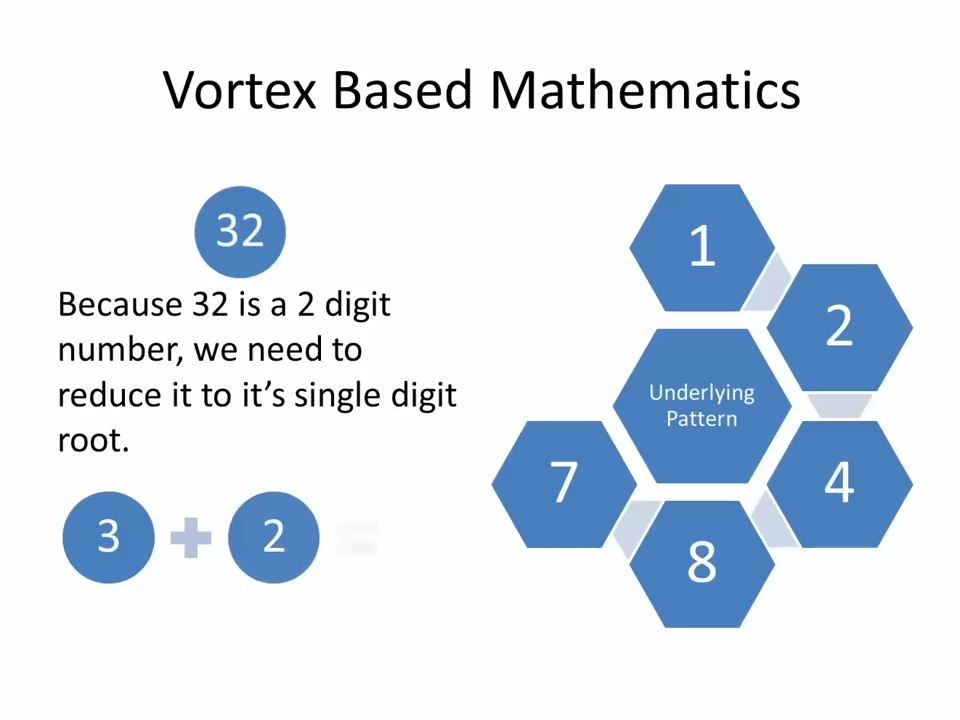 Vortex Based Mathematics
32
Because 32 is a 2 digit
number, we need to
reduce it to it's single digit
root.
3 + 2 =
1
2
Underlying
Pattern
7
4
8